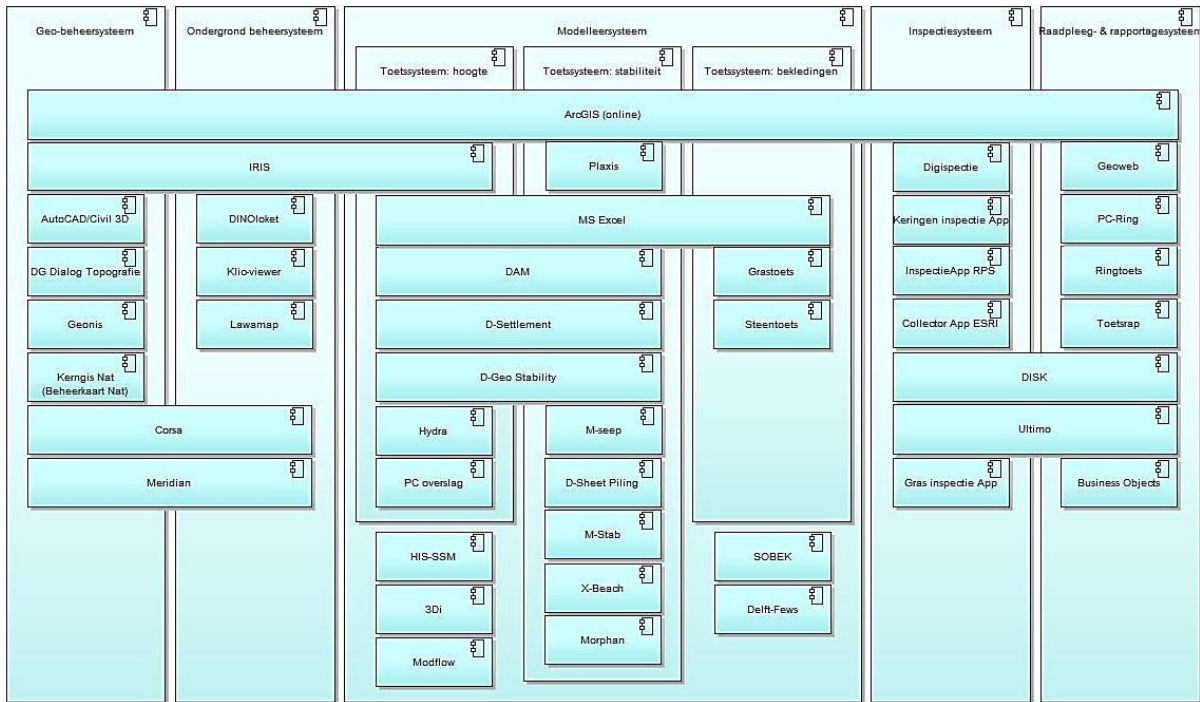 Geo-beheersysteem
Ondergrond beheersysteem
Modelleersysteem
Inspectiesysteem
Raadpleeg- & rapportagesysteem
Toetssysteem: hoogte
Toetssysteem: stabiliteit
Toetssysteem: bekledingen
ArcGIS (online)
IRIS
Plaxis
Digispectie
Geoweb
AutoCAD/Civil 3D
DINOloket
MS Excel
Keringen inspectie App
PC-Ring
DG Dialog Topografie
Klio-viewer
DAM
Grastoets
InspectieApp RPS
Ringtoets
Geonis
Lawamap
D-Settlement
Steentoets
Collector App ESRI
Toetsrap
Kerngis Nat
(Beheerkaart Nat)
D-Geo Stability
DISK
Corsa
Hydra
M-seep
Ultimo
Meridian
PC overslag
D-Sheet Piling
Gras inspectie App
Business Objects
M-Stab
HIS-SSM
SOBEK
X-Beach
3Di
Delft-Fews
Morphan
Modflow